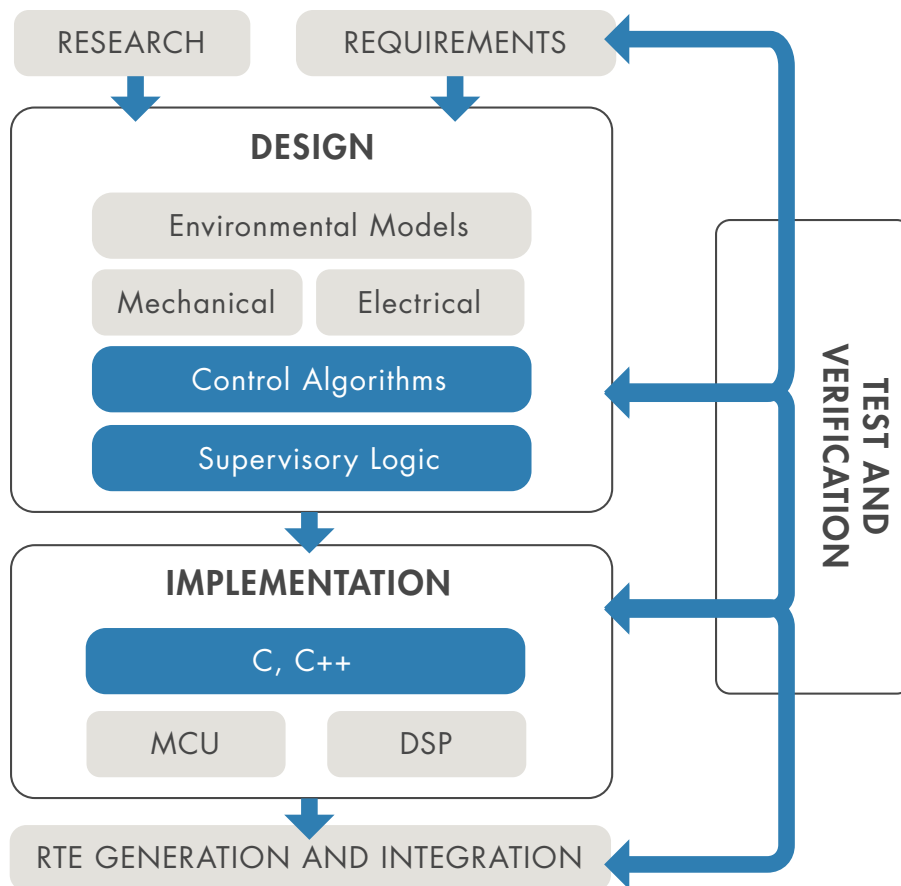 RESEARCH
REQUIREMENTS
DESIGN
Environmental Models
Mechanical
Electrical
Control Algorithms
Supervisory Logic
TEST AND
VERIFICATION
IMPLEMENTATION
C, C++
MCU
DSP
RTE GENERATION AND INTEGRATION